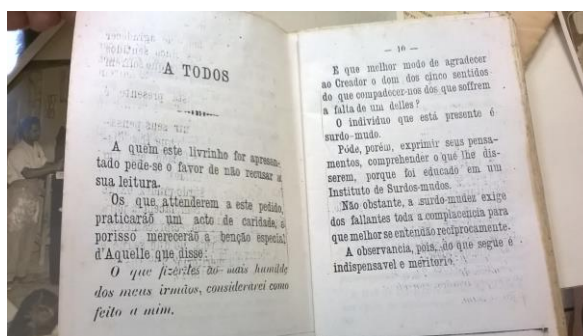 A TODOS
A quem este livrinho for apresen-
tado pede-se o favor de não recusar a
sua leitura.
Os que attenderem a este pedido,
praticarão um acto de caridade, e
porisso merecerão a benção especial
d'Aquelle que disse:
O que fizerdes ao mais humilde
dos meus irmãos, considerarei como
feito a mim.
— 10 —
E que melhor modo de agradecer
ao Creador o dom dos cinco sentidos
do que compadecer-nos dos que soffrem
a falta de um delles?
O individuo que está presente é
surdo-mudo.
Póde, porém, exprimir seus pensa-
mentos, comprehender o que lhe dis-
serem, porque foi educado em um
Instituto de Surdos-mudos.
Não obstante, a surdo-mudez exige
dos fallantes toda a complacencia para
que melhor se entendão reciprocamente.
A observancia, pois, do que segue é
indispensavel e méritorio.